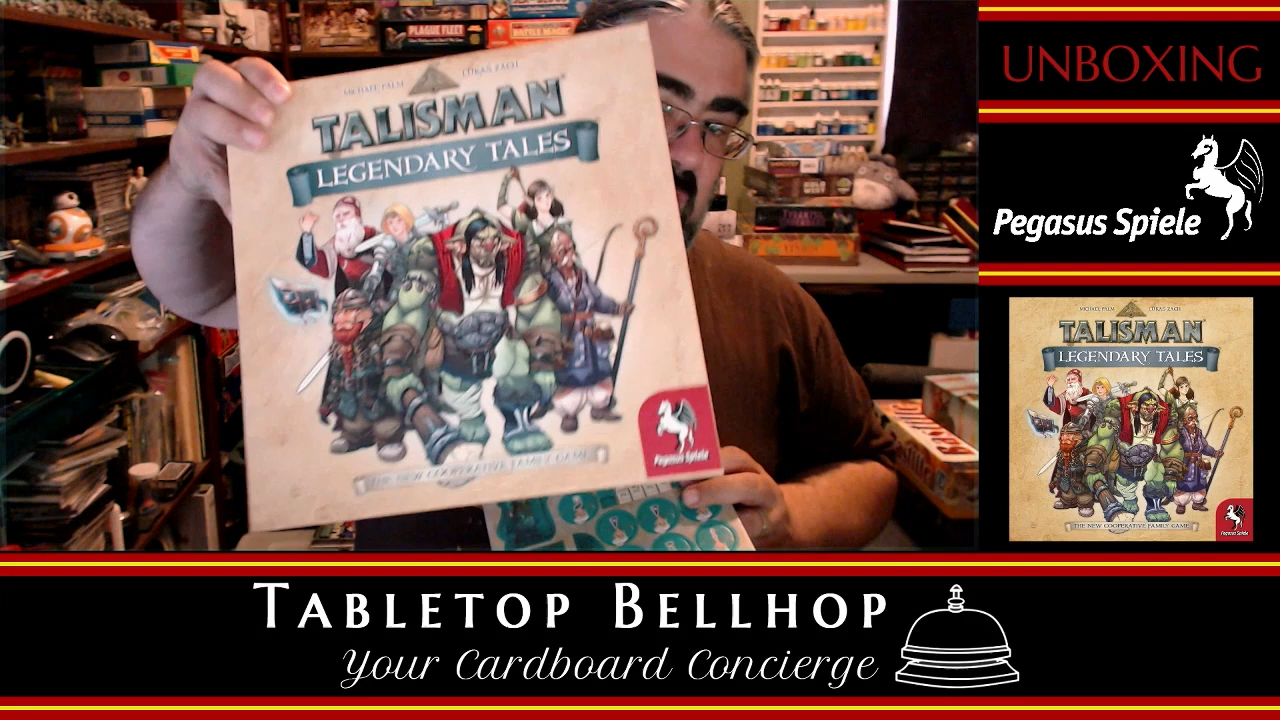 PLAGUE FLEET
BATTLE MAGIC
MICHAEL PALM LUKAS ZACH
TALISMAN
LEGENDARY TALES
THE NEW COOPERATIVE FAMILY GAME
Pegasus Spiele
UNBOXING
Pegasus Spiele
MICHAEL PALM LUKAS ZACH
TALISMAN
LEGENDARY TALES
THE NEW COOPERATIVE FAMILY GAME
Pegasus Spiele
TABLETOP BELLHOP
Your Cardboard Concierge